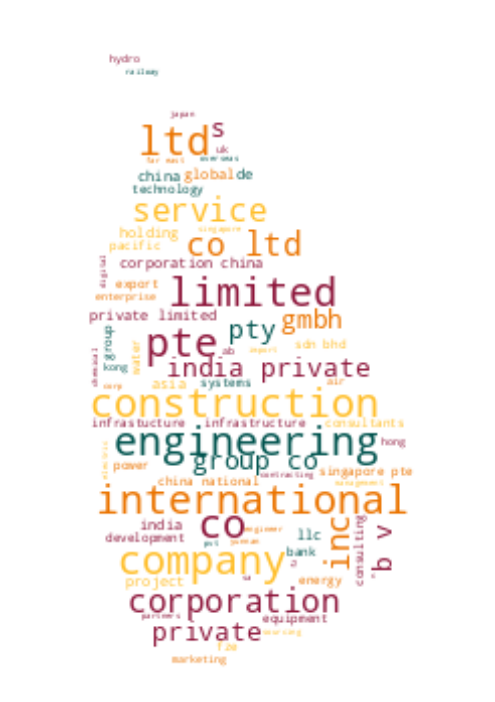 hydro
railway
japan
ltd s
uk
far east overseas
china global de
technology
service
singapore
holding
pacific co ltd
digital corporation china
export limited
enterprise
private limited gmbh
group pte pty
water sdn bhd
chemical kong ab import
india private
asia systems air
corp
construction
infrastucture infrastructure consultants
engineering hong
electric group co
power singapore pte
contracting
china national management
international
india co engineer inc b v
development pvt yunnan llc consulting
bank
company
project energy
corporation
partners equipment
private sourcing
fze
marketing